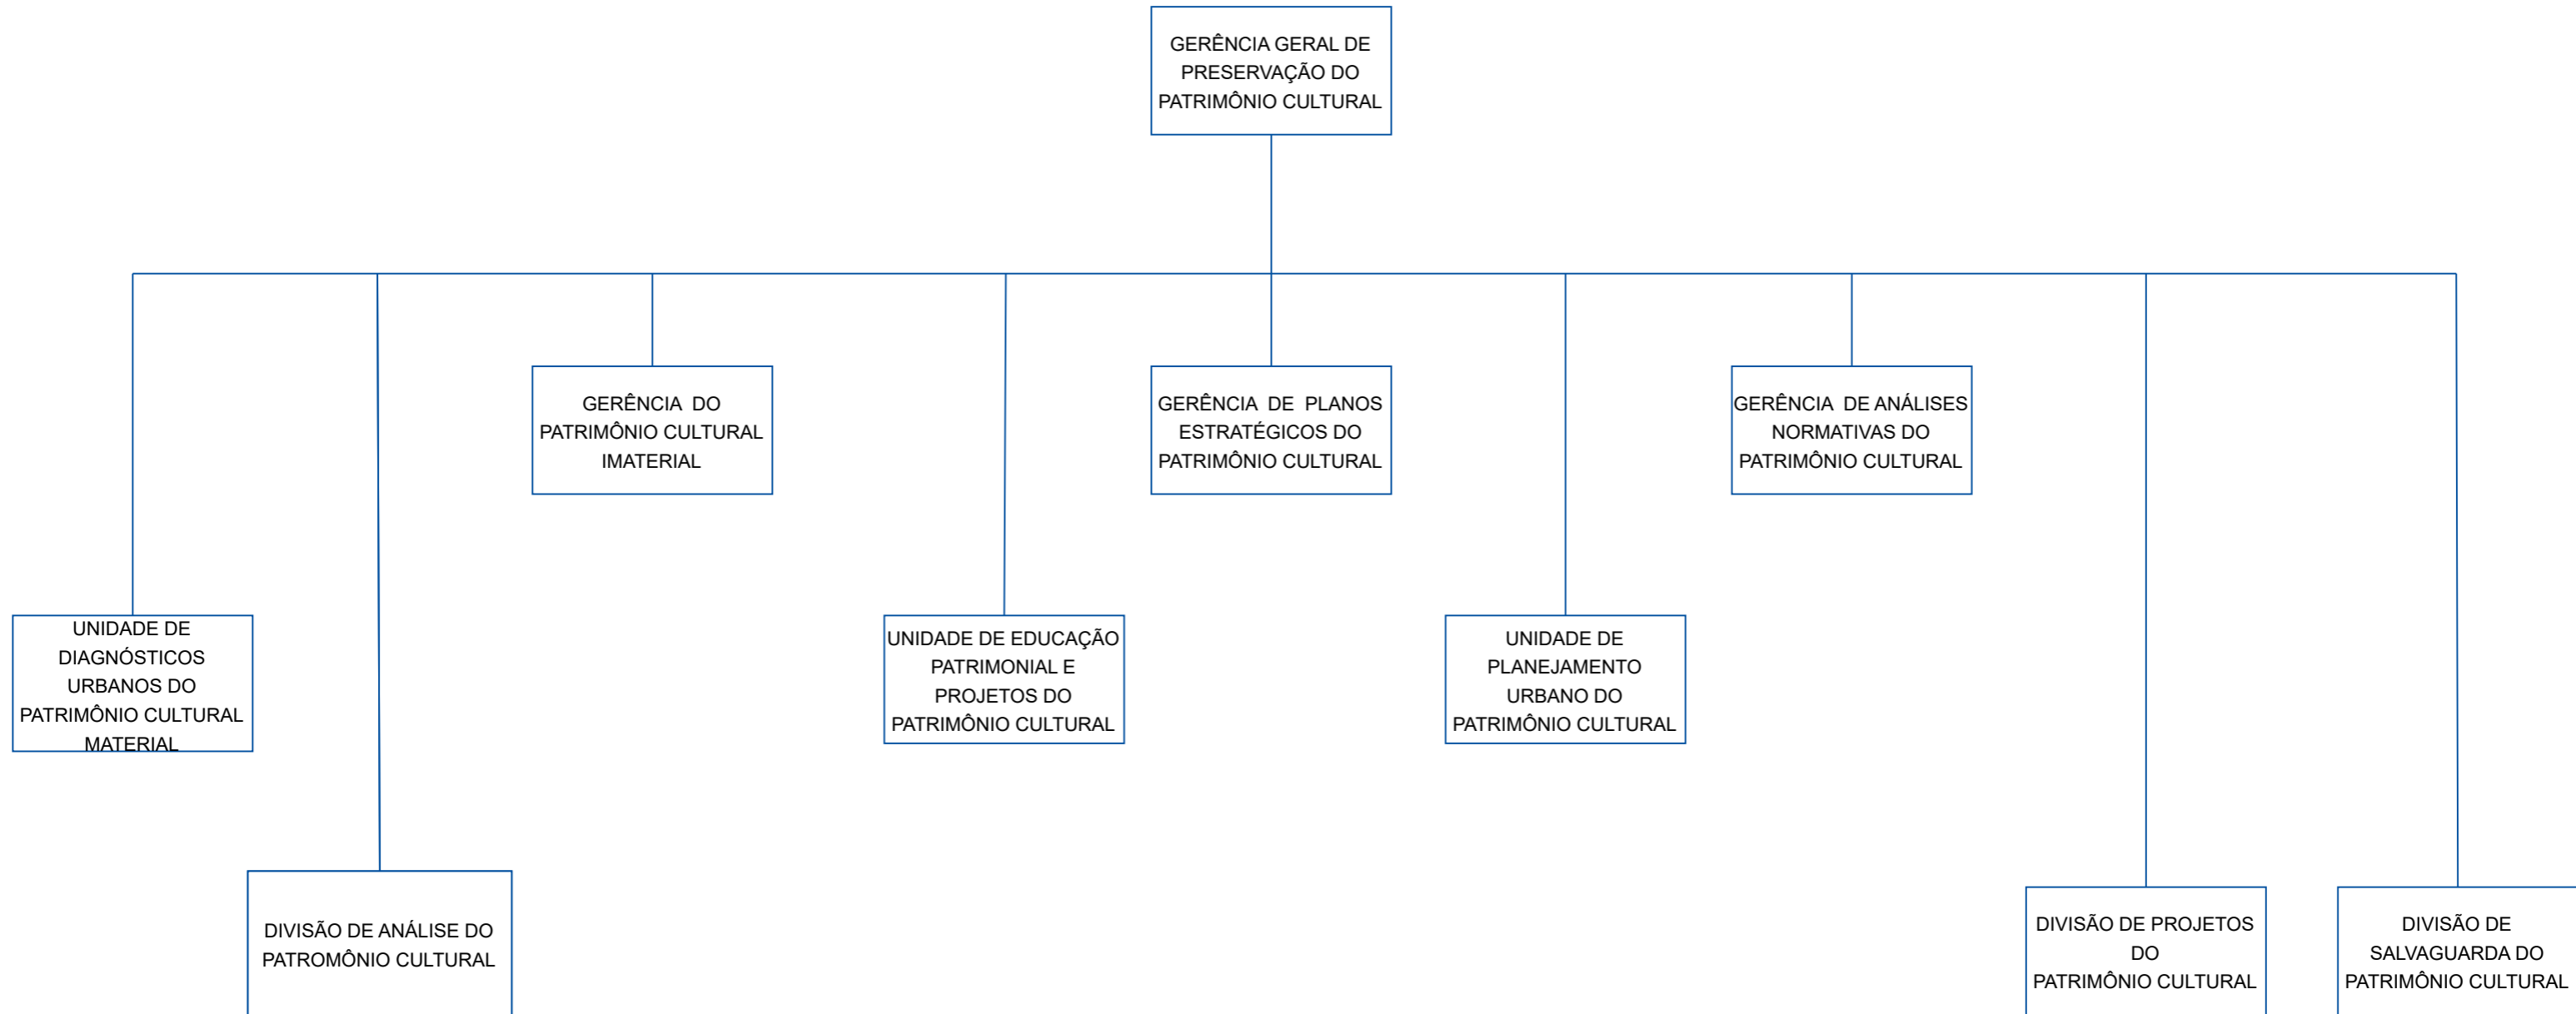 GERÊNCIA GERAL DE
PRESERVAÇÃO DO
PATRIMÔNIO CULTURAL
GERÊNCIA  DO
PATRIMÔNIO CULTURAL
IMATERIAL
GERÊNCIA  DE  PLANOS
ESTRATÉGICOS DO
PATRIMÔNIO CULTURAL
GERÊNCIA  DE ANÁLISES
NORMATIVAS DO
PATRIMÔNIO CULTURAL
UNIDADE DE
DIAGNÓSTICOS
URBANOS DO
PATRIMÔNIO CULTURAL
MATERIAL
UNIDADE DE EDUCAÇÃO
PATRIMONIAL E
PROJETOS DO
PATRIMÔNIO CULTURAL
UNIDADE DE
PLANEJAMENTO
URBANO DO
PATRIMÔNIO CULTURAL
DIVISÃO DE ANÁLISE DO
PATROMÔNIO CULTURAL
DIVISÃO DE PROJETOS
DO
PATRIMÔNIO CULTURAL
DIVISÃO DE
SALVAGUARDA DO
PATRIMÔNIO CULTURAL